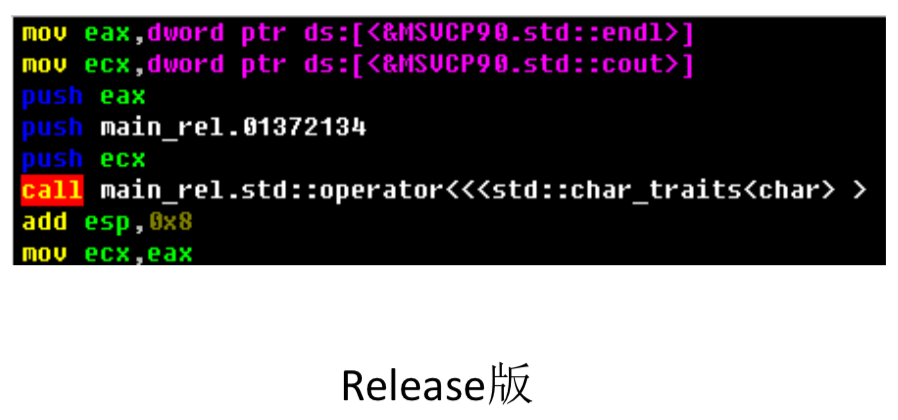 mov eax,dword ptr ds:[<&MSVCP90.std::endl>]
mov ecx,dword ptr ds:[<&MSVCP90.std::cout>]
push eax
push main_rel.01372134
push ecx
call main_rel.std::operator<<<std::char_traits<char> >
add esp,0x8
mov ecx,eax
Release版